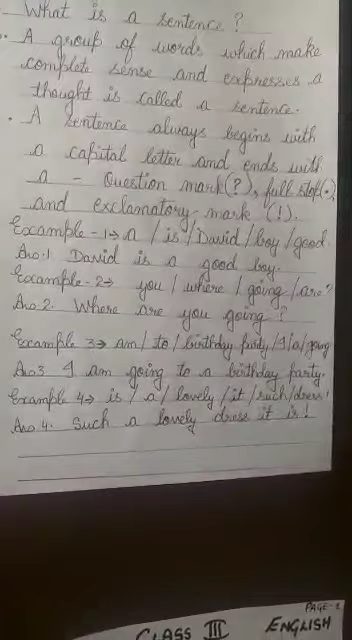 What is a sentence?
• A group of words which make
complete sense and expresses a
thought is called a sentence.
• A sentence always begins with
a capital letter and ends with
a - Question mark(?), full stop(.),
and exclamatory mark (!).
Example - 1→ a / is / David / boy / good.
Ans.1 David is a good boy.
Example - 2→ you / where / going / are?
Ans 2. Where are you going?
Example 3→ am / to / birthday party / I / a / going
Ans 3 I am going to a birthday party.
Example 4→ is / a / lovely / it / such / dress!
Ans 4. Such a lovely dress it is!
PAGE-1
CLASS III ENGLISH